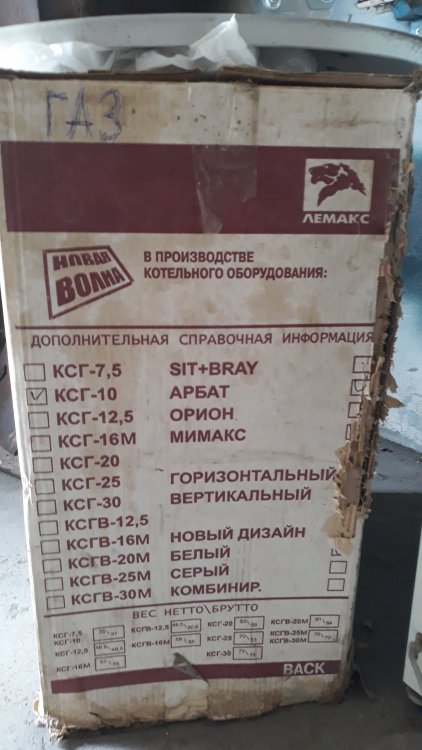 ГАЗ
ЛЕМАКС
НОВАЯ
ВОЛНА
В ПРОИЗВОДСТВЕ
КОТЕЛЬНОГО ОБОРУДОВАНИЯ:
ДОПОЛНИТЕЛЬНАЯ СПРАВОЧНАЯ ИНФОРМАЦИЯ
КСГ-7,5 SIT+BRAY
КСГ-10 АРБАТ
КСГ-12,5 ОРИОН
КСГ-16М МИМАКС
КСГ-20
КСГ-25 ГОРИЗОНТАЛЬНЫЙ
КСГ-30 ВЕРТИКАЛЬНЫЙ
КСГВ-12,5
КСГВ-16М НОВЫЙ ДИЗАЙН
КСГВ-20М БЕЛЫЙ
КСГВ-25М СЕРЫЙ
КСГВ-30М КОМБИНИР.
ВЕС НЕТТО\БРУТТО
КСГ-7,5
КСГ-10
КСГ-12,5
КСГ-16М
КСГВ-12,5
КСГВ-16М
КСГ-20
КСГ-25
КСГ-30
КСГВ-20М
КСГВ-25М
КСГВ-30М
BACK